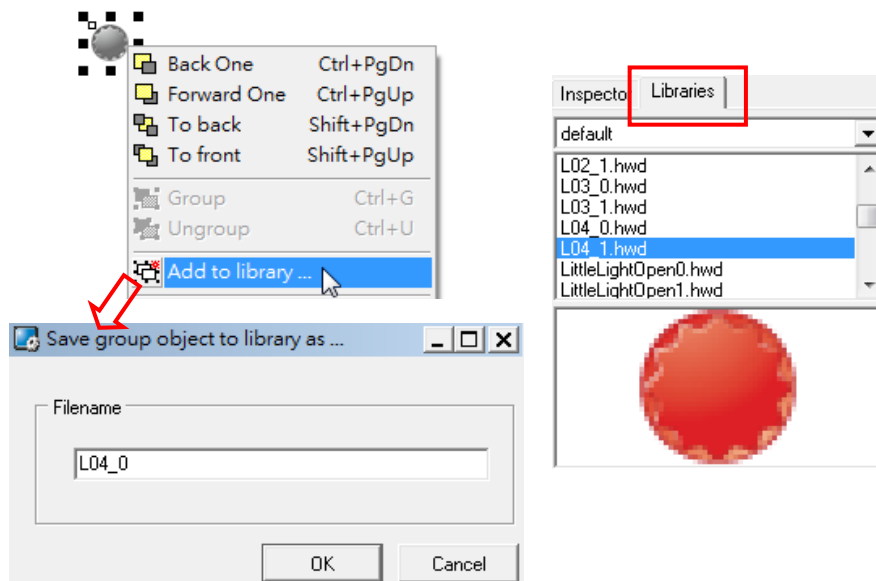 Back One Ctrl+PgDn
Forward One Ctrl+PgUp
To back Shift+PgDn
To front Shift+PgUp
Group Ctrl+G
Ungroup Ctrl+U
Add to library ...
Save group object to library as ...
Filename
L04_0
OK Cancel
Inspecto Libraries
default
L02_1.hwd
L03_0.hwd
L03_1.hwd
L04_0.hwd
L04_1.hwd
LittleLightOpen0.hwd
LittleLightOpen1.hwd